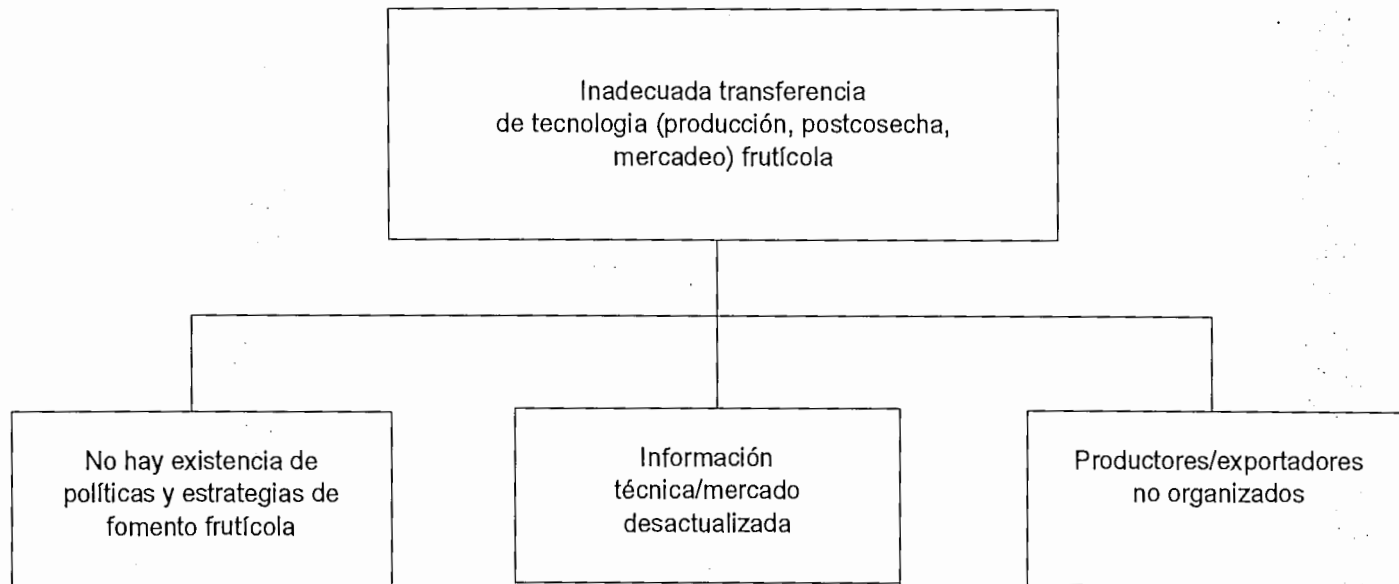 Inadecuada transferencia
de tecnologia (producción, postcosecha,
mercadeo) frutícola
No hay existencia de
políticas y estrategias de
fomento frutícola
Información
técnica/mercado
desactualizada
Productores/exportadores
no organizados